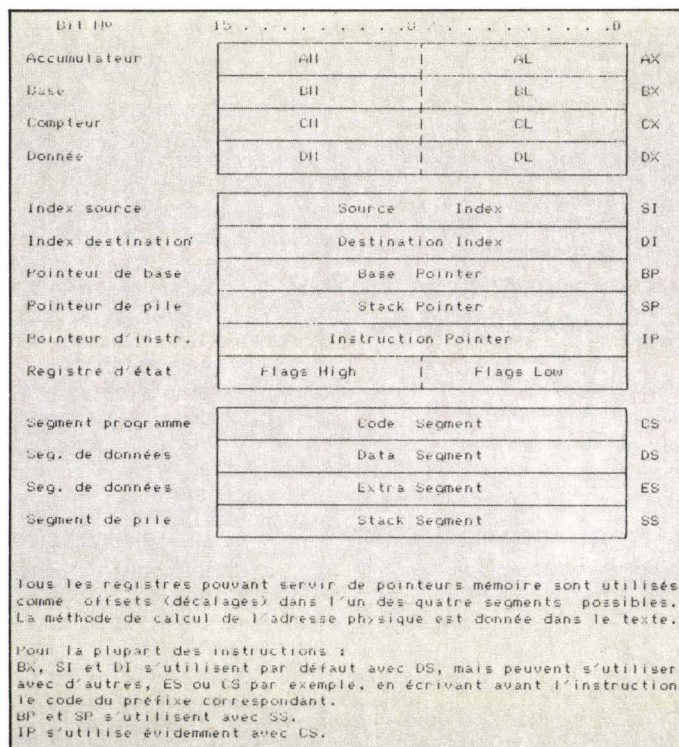 Bit No 15 . . . . . . . . . . . 8 . . . . . . . . . . . . 0
Accumulateur AH AL AX
Base BH BL BX
Compteur CH CL CX
Donnée DH DL DX
Index source Source Index SI
Index destination Destination Index DI
Pointeur de base Base Pointer BP
Pointeur de pile Stack Pointer SP
Pointeur d'instr. Instruction Pointer IP
Registre d'état Flags High Flags Low
Segment programme Code Segment CS
Seg. de données Data Segment DS
Seg. de données Extra Segment ES
Segment de pile Stack Segment SS
Tous les registres pouvant servir de pointeurs mémoire sont utilisés
comme offsets (décalages) dans l'un des quatre segments possibles.
La méthode de calcul de l'adresse physique est donnée dans le texte.
Pour la plupart des instructions :
BX, SI et DI s'utilisent par défaut avec DS, mais peuvent s'utiliser
avec d'autres, ES ou CS par exemple, en écrivant avant l'instruction
le code du préfixe correspondant.
BP et SP s'utilisent avec SS.
IP s'utilise évidemment avec CS.